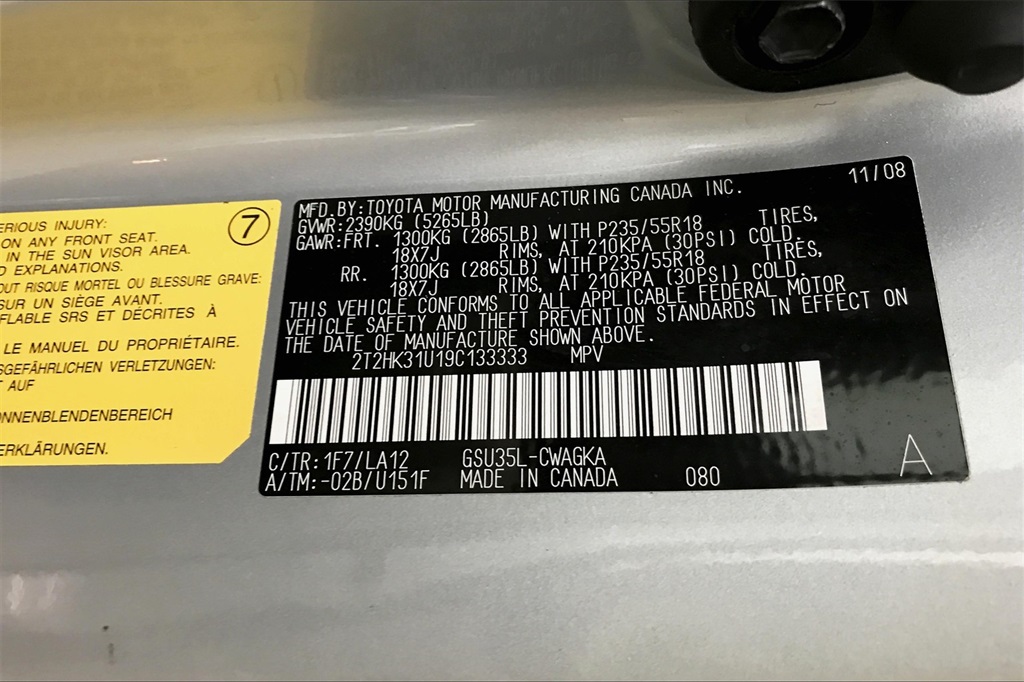 ERIOUS INJURY:
ON ANY FRONT SEAT.
IN THE SUN VISOR AREA.
D EXPLANATIONS.
OUT RISQUE MORTEL OU BLESSURE GRAVE:
SUR UN SIÈGE AVANT.
FLABLE SRS ET DÉCRITES À
LE MANUEL DU PROPRIÉTAIRE.
SGEFÄHRLICHEN VERLETZUNGEN:
T AUF
ONNENBLENDENBEREICH
ERKLÄRUNGEN.
7
MFD.BY:TOYOTA MOTOR MANUFACTURING CANADA INC. 11/08
GVWR:2390KG (5265LB)
GAWR:FRT. 1300KG (2865LB) WITH P235/55R18 TIRES,
18X7J RIMS, AT 210KPA (30PSI) COLD.
RR. 1300KG (2865LB) WITH P235/55R18 TIRES,
18X7J RIMS, AT 210KPA (30PSI) COLD.
THIS VEHICLE CONFORMS TO ALL APPLICABLE FEDERAL MOTOR
VEHICLE SAFETY AND THEFT PREVENTION STANDARDS IN EFFECT ON
THE DATE OF MANUFACTURE SHOWN ABOVE.
2T2HK31U19C133333 MPV
C/TR:1F7/LA12 GSU35L-CWAGKA
A/TM:-02B/U151F MADE IN CANADA 080 A